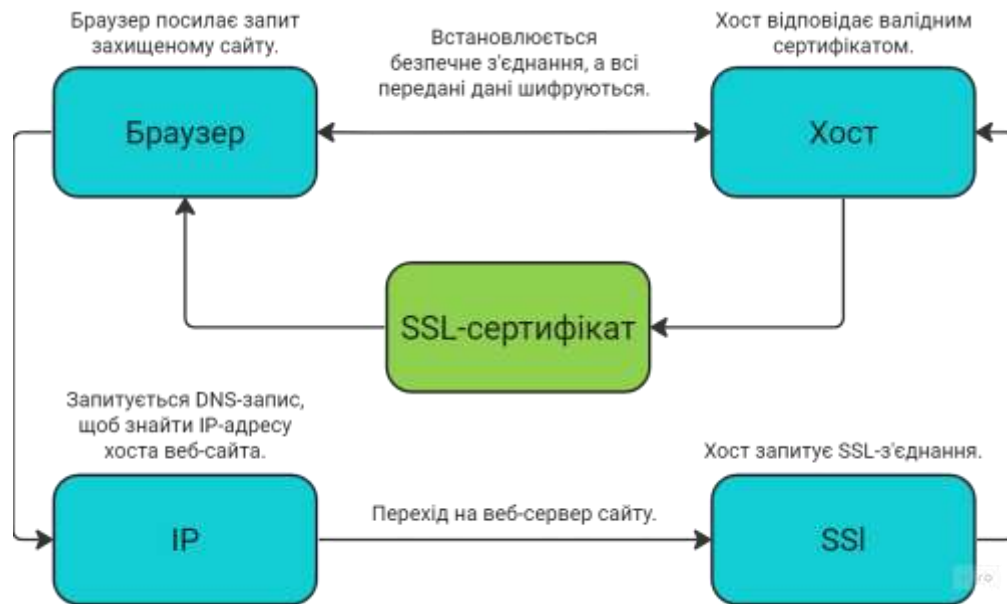 Браузер посилає запит
захищеному сайту.
Встановлюється
безпечне з'єднання, а всі
передані дані шифруються.
Хост відповідає валідним
сертифікатом.
Браузер
Хост
SSL-сертифікат
Запитується DNS-запис,
щоб знайти IP-адресу
хоста веб-сайта.
Хост запитує SSL-з'єднання.
IP
Перехід на веб-сервер сайту.
SSl